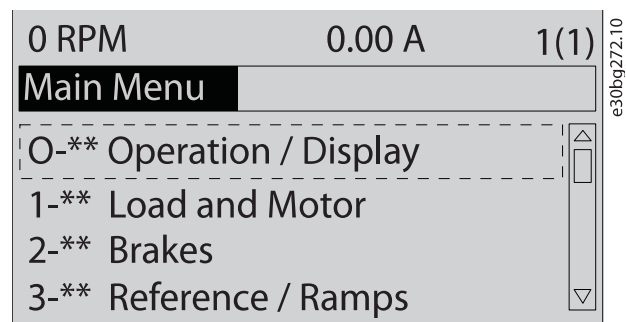 0 RPM 0.00 A 1(1)
Main Menu
O-** Operation / Display
1-** Load and Motor
2-** Brakes
3-** Reference / Ramps
e30bg272.10